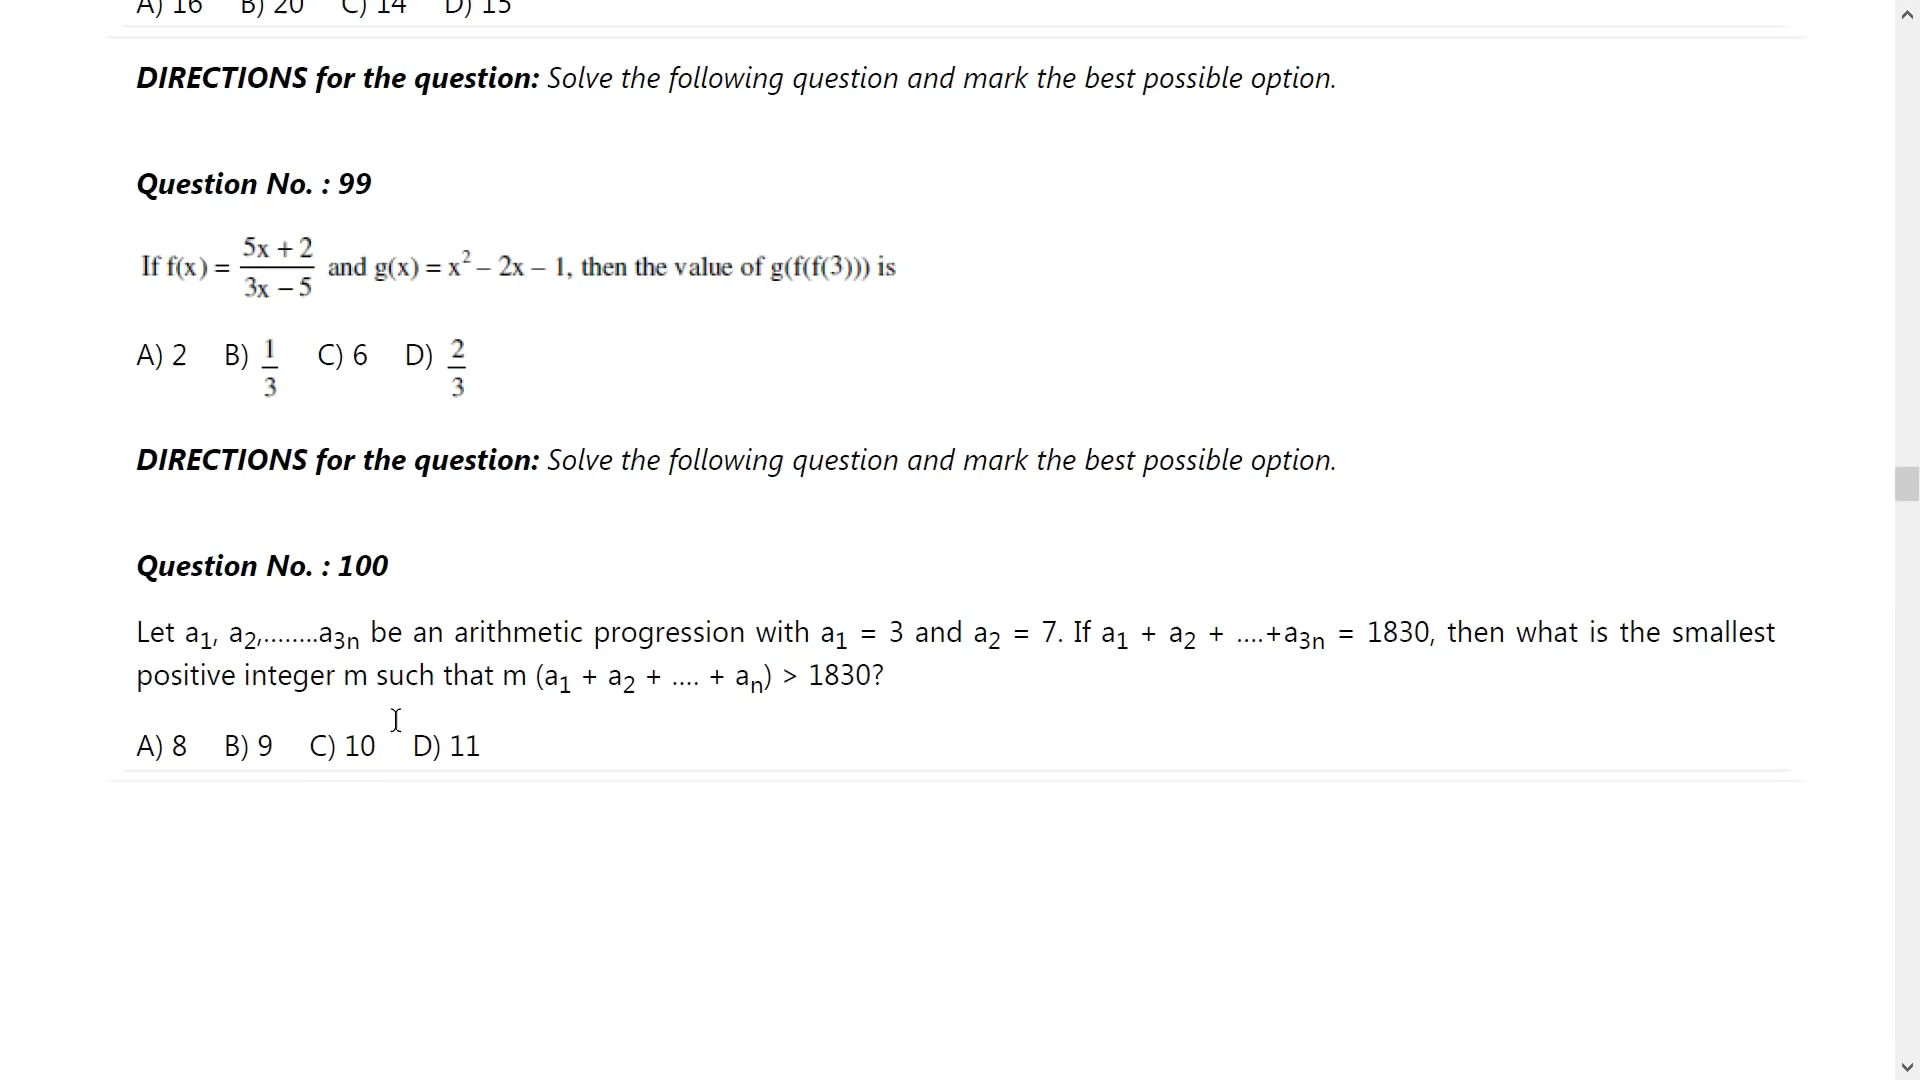 A) 16 B) 20 C) 14 D) 15
DIRECTIONS for the question: Solve the following question and mark the best possible option.
Question No. : 99
If f(x) = \frac{5x + 2}{3x – 5} and g(x) = x² – 2x – 1, then the value of g(f(f(3))) is
A) 2 B) \frac{1}{3} C) 6 D) \frac{2}{3}
DIRECTIONS for the question: Solve the following question and mark the best possible option.
Question No. : 100
Let a₁, a₂,........a₃ₙ be an arithmetic progression with a₁ = 3 and a₂ = 7. If a₁ + a₂ + ....+a₃ₙ = 1830, then what is the smallest
positive integer m such that m (a₁ + a₂ + .... + aₙ) > 1830?
A) 8 B) 9 C) 10 D) 11